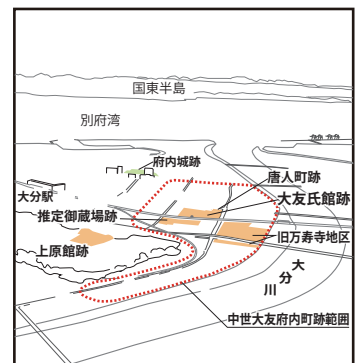 国東半島
別府湾
府内城跡
唐人町跡
大分駅
大友氏館跡
推定御蔵場跡
旧万寿寺地区
上原館跡
大分川
中世大友府内町跡範囲